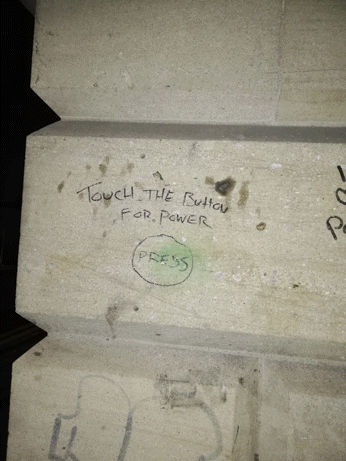 TOUCH THE BUTTON
FOR POWER
PRESS